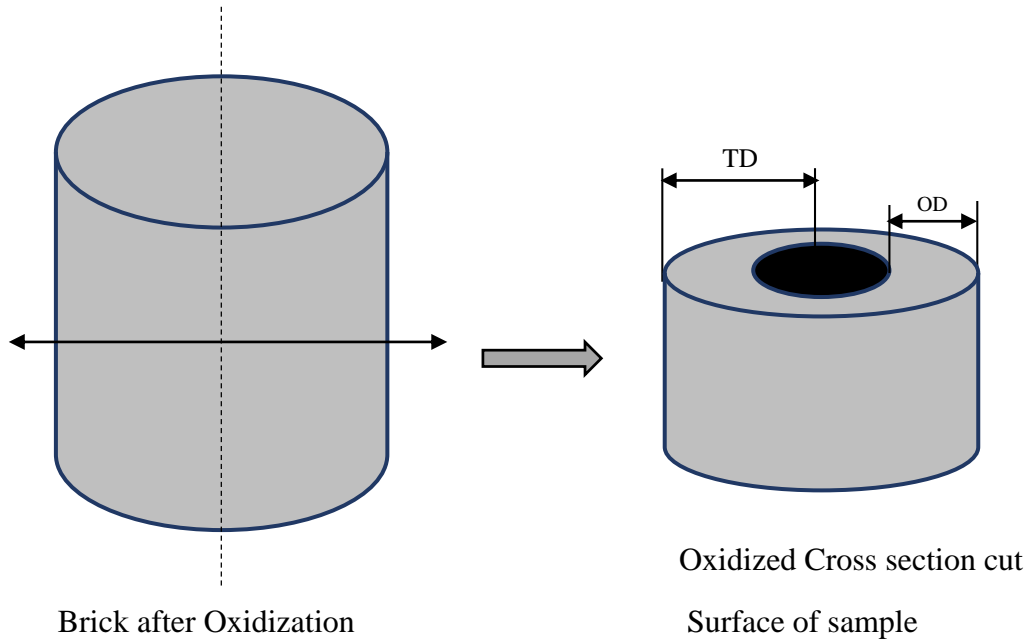 TD
OD
Oxidized Cross section cut
Brick after Oxidization
Surface of sample